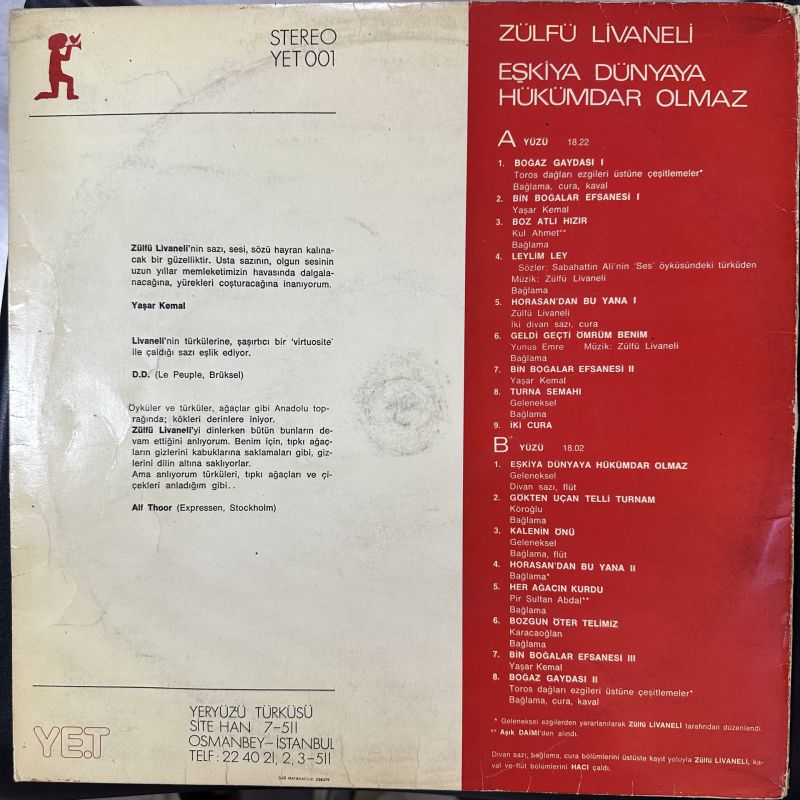 STEREO
YET 001
Zülfü Livaneli'nin sazı, sesi, sözü hayran kalına-
cak bir güzelliktir. Usta sazının, olgun sesinin
uzun yıllar memleketimizin havasında dalgala-
nacağına, yürekleri coşturacağına inanıyorum.
Yaşar Kemal
Livaneli'nin türkülerine, şaşırtıcı bir 'virtuosite'
ile çaldığı sazı eşlik ediyor.
D.D. (Le Peuple, Brüksel)
Öyküler ve türküler, ağaçlar gibi Anadolu top-
rağında; kökleri derinlere iniyor.
Zülfü Livaneli'yi dinlerken bütün bunların de-
vam ettiğini anlıyorum. Benim için, tıpkı ağaç-
ların gizlerini kabuklarına saklamaları gibi, giz-
lerini dilin altına saklıyorlar.
Ama anlıyorum türküleri, tıpkı ağaçları ve çi-
çekleri anladığım gibi..
Alf Thoor (Expressen, Stockholm)
YE.T
YERYÜZÜ TÜRKÜSÜ
SİTE HAN 7-511
OSMANBEY-İSTANBUL
TELF: 22 40 21, 2, 3-511
ÇAĞ MATBAACILIK 228379
ZÜLFÜ LİVANELİ
EŞKİYA DÜNYAYA
HÜKÜMDAR OLMAZ
A YÜZÜ 18.22
1. BOĞAZ GAYDASI I
Toros dağları ezgileri üstüne çeşitlemeler*
Bağlama, cura, kaval
2. BİN BOĞALAR EFSANESİ I
Yaşar Kemal
3. BOZ ATLI HIZIR
Kul Ahmet**
Bağlama
4. LEYLİM LEY
Sözler: Sabahattin Ali'nin 'Ses' öyküsündeki türküden
Müzik: Zülfü Livaneli
Bağlama
5. HORASAN'DAN BU YANA I
Zülfü Livaneli
İki divan sazı, cura
6. GELDİ GEÇTİ ÖMRÜM BENİM
Yunus Emre Müzik: Zülfü Livaneli
Bağlama
7. BİN BOĞALAR EFSANESİ II
Yaşar Kemal
8. TURNA SEMAHI
Geleneksel
Bağlama
9. İKİ CURA
B YÜZÜ 18.02
1. EŞKİYA DÜNYAYA HÜKÜMDAR OLMAZ
Geleneksel
Divan sazı, flüt
2. GÖKTEN UÇAN TELLİ TURNAM
Köroğlu
Bağlama
3. KALENİN ÖNÜ
Geleneksel
Bağlama, flüt
4. HORASAN'DAN BU YANA II
Bağlama*
5. HER AĞACIN KURDU
Pir Sultan Abdal**
Bağlama
6. BOZGUN ÖTER TELİMİZ
Karacaoğlan
Bağlama
7. BİN BOĞALAR EFSANESİ III
Yaşar Kemal
8. BOĞAZ GAYDASI II
Toros dağları ezgileri üstüne çeşitlemeler*
Bağlama, cura, kaval
* Geleneksel ezgilerden yararlanılarak Zülfü LİVANELİ tarafından düzenlendi.
** Aşık DAİMİ'den alındı.
Divan sazı, bağlama, cura bölümlerini üstüste kayıt yoluyla Zülfü LİVANELİ, ka-
val ve flüt bölümlerini HACI çaldı.